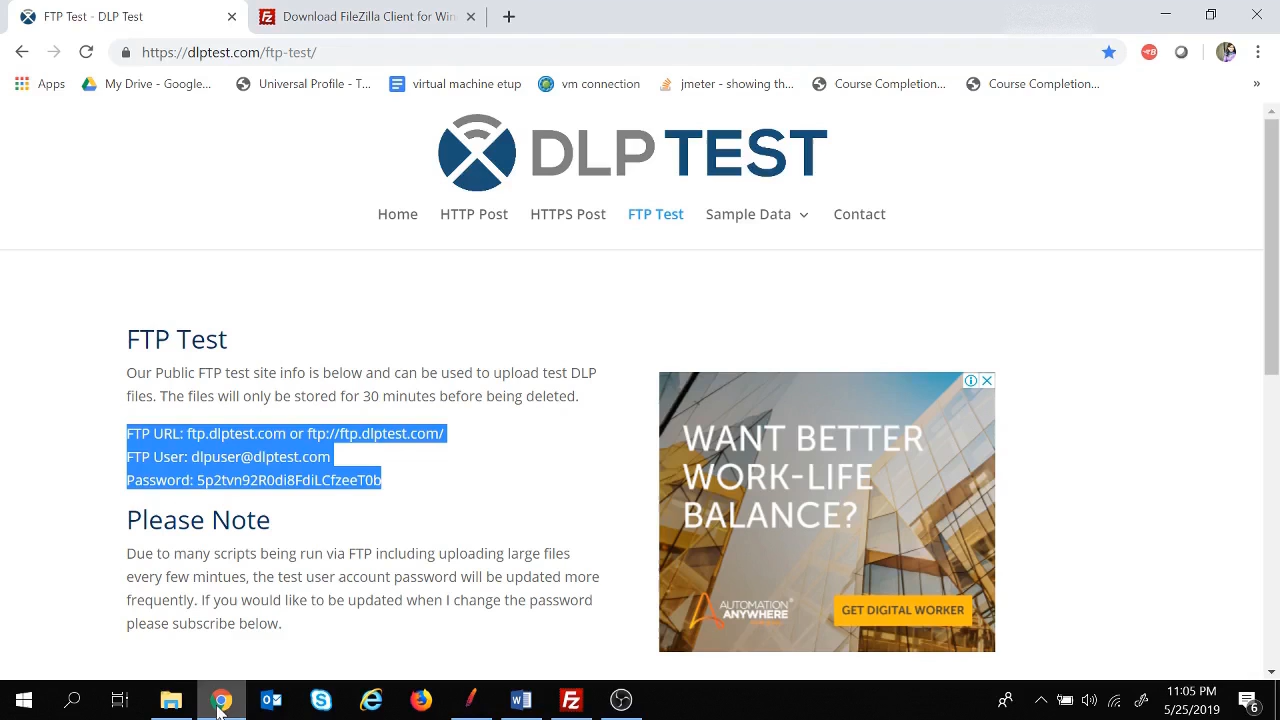 FTP Test - DLP Test
Download FileZilla Client for Win
https://dlptest.com/ftp-test/
Apps
My Drive - Google...
Universal Profile - T...
virtual machine etup
vm connection
jmeter - showing th...
Course Completion...
Course Completion...
»
DLP TEST
Home
HTTP Post
HTTPS Post
FTP Test
Sample Data
Contact
FTP Test
Our Public FTP test site info is below and can be used to upload test DLP
files. The files will only be stored for 30 minutes before being deleted.
FTP URL: ftp.dlptest.com or ftp://ftp.dlptest.com/
FTP User: dlpuser@dlptest.com
Password: 5p2tvn92R0di8FdiLCfzeeT0b
Please Note
Due to many scripts being run via FTP including uploading large files
every few mintues, the test user account password will be updated more
frequently. If you would like to be updated when I change the password
please subscribe below.
WANT BETTER
WORK-LIFE
BALANCE?
AUTOMATION
ANYWHERE
GET DIGITAL WORKER
11:05 PM
5/25/2019
6